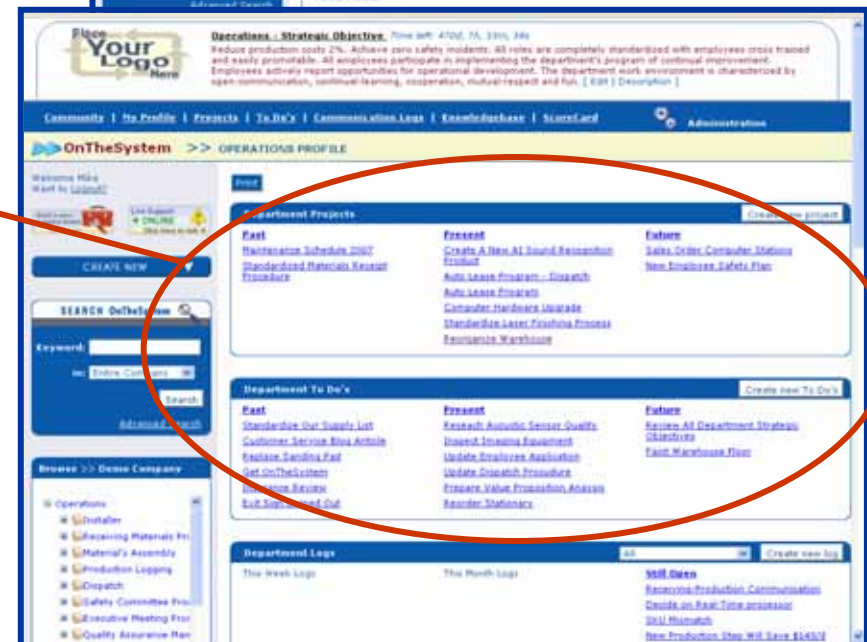 Advanced Search
Place
Your
Logo
Here
Operations - Strategic Objective Time left: 470d, 7h,
Reduce production costs 2%. Achieve zero safety incidents. All roles are completely standardized with employees cross trained
and easily promotable. All employees participate in implementing the department's program of continual improvement.
Employees actively report opportunities for operational development. The department work environment is characterized by
open communication, continual learning, cooperation, mutual respect and fun. [ Edit | Description ]
Community | My Profile | Projects | To Do's | Communication Logs | Knowledgebase | ScoreCard
Administration
OnTheSystem >> OPERATIONS PROFILE
Welcome Mike
Want to Logout?
Live Support
ONLINE
Print
CREATE NEW
SEARCH OnTheSystem
Keyword:
in: Entire Company
Search
Advanced Search
Browse >> Demo Company
Operations
Installer
Receiving Materials
Material's Assembly
Production Logging
Dispatch
Safety Committee
Executive Meeting
Quality Assurance
Department Projects
Create new project
Past
Maintenance Schedule 2007
Standardized Materials Receipt
Procedure
Present
Create A New AI Sound Recognition
Product
Auto Lease Program - Dispatch
Auto Lease Program
Computer Hardware Upgrade
Standardize Laser Finishing Process
Reorganize Warehouse
Future
Sales Order Computer Stations
New Employee Safety Plan
Department To Do's
Create new To Do's
Past
Standardize Our Supply List
Customer Service Blog Article
Replace Sanding Pad
Get OnTheSystem
Insurance Review
Exit Sign Burned Out
Present
Reseach Acoustic Sensor Quality
Inspect Imaging Equipment
Update Employee Application
Update Dispatch Procedure
Prepare Value Proposition Anaysis
Reorder Stationary
Future
Review All Department Strategic
Objectives
Paint Warehouse Floor
Department Logs
All
Create new log
This Week Logs
This Month Logs
Still Open
Receiving/Production Communication
Decide on Real Time processor
SKU Mismatch
New Production Step Will Save